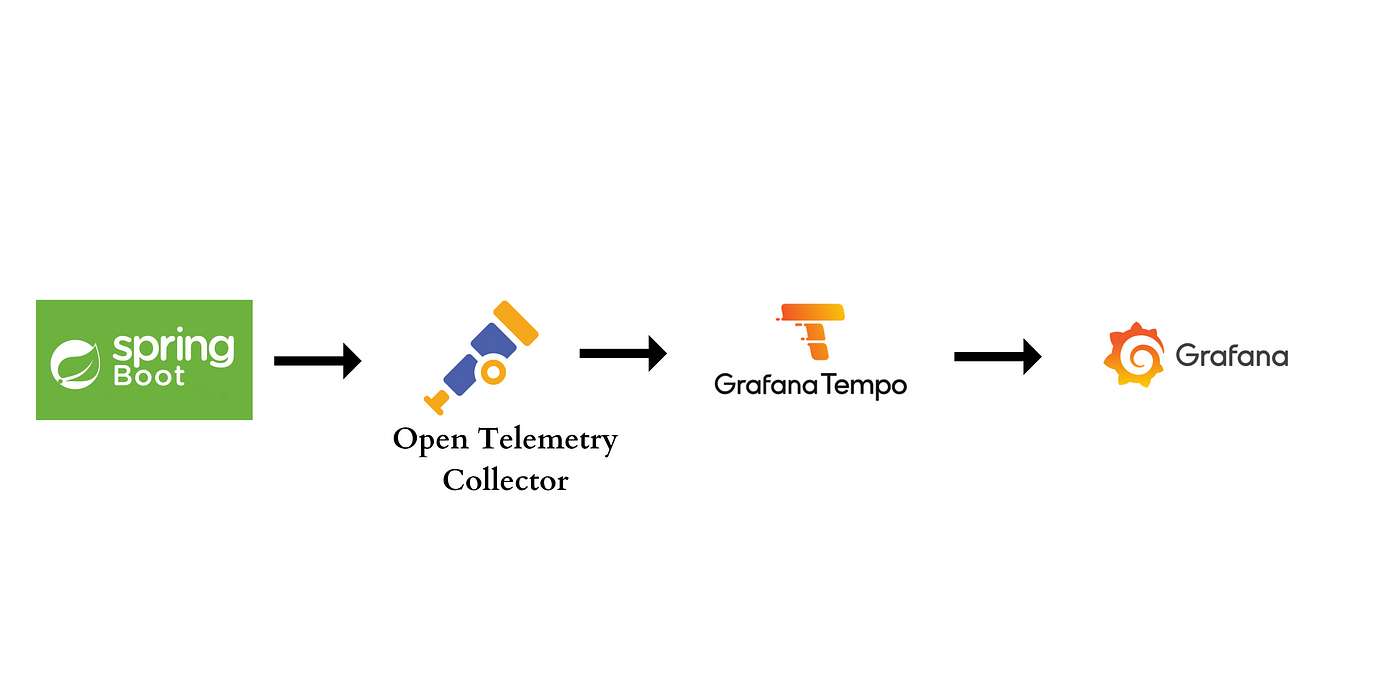 spring
Boot
Open Telemetry
Collector
Grafana Tempo
Grafana